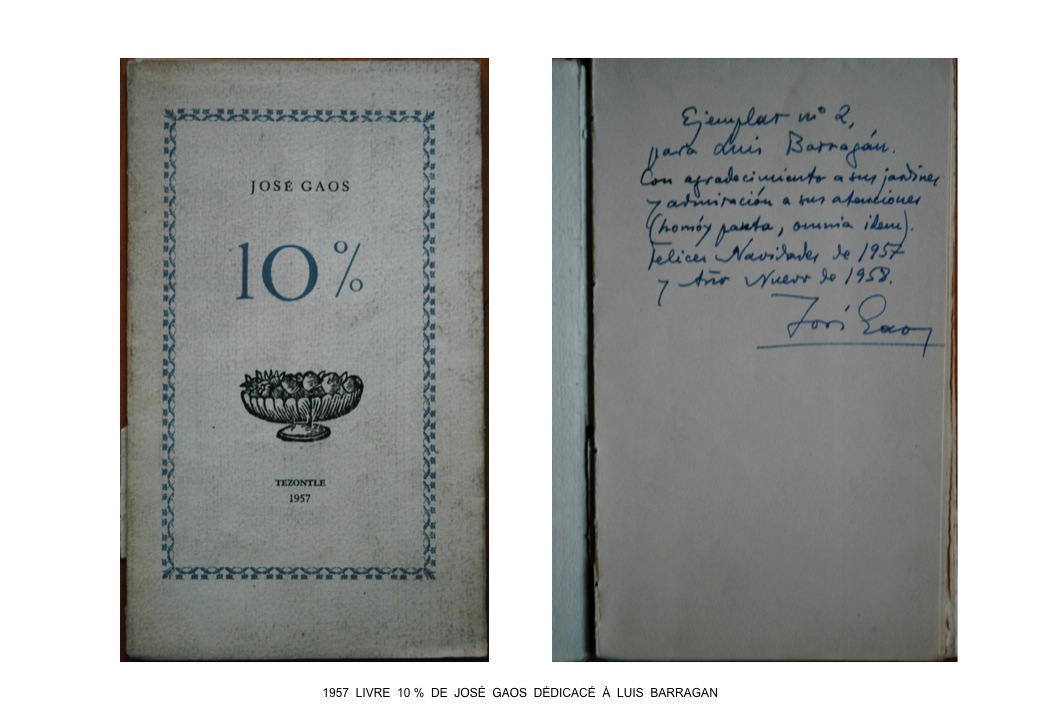 JOSÉ GAOS
10%
TEZONTLE
1957
Ejemplar nº 2,
para Luis Barragán.
Con agradecimiento a sus jardines
y admiración a sus atenciones
(homóy panta, omnia idem).
Felices Navidades de 1957
y Año Nuevo de 1958.
José Gaos
1957 LIVRE 10 % DE JOSÉ GAOS DÉDICACÉ À LUIS BARRAGAN